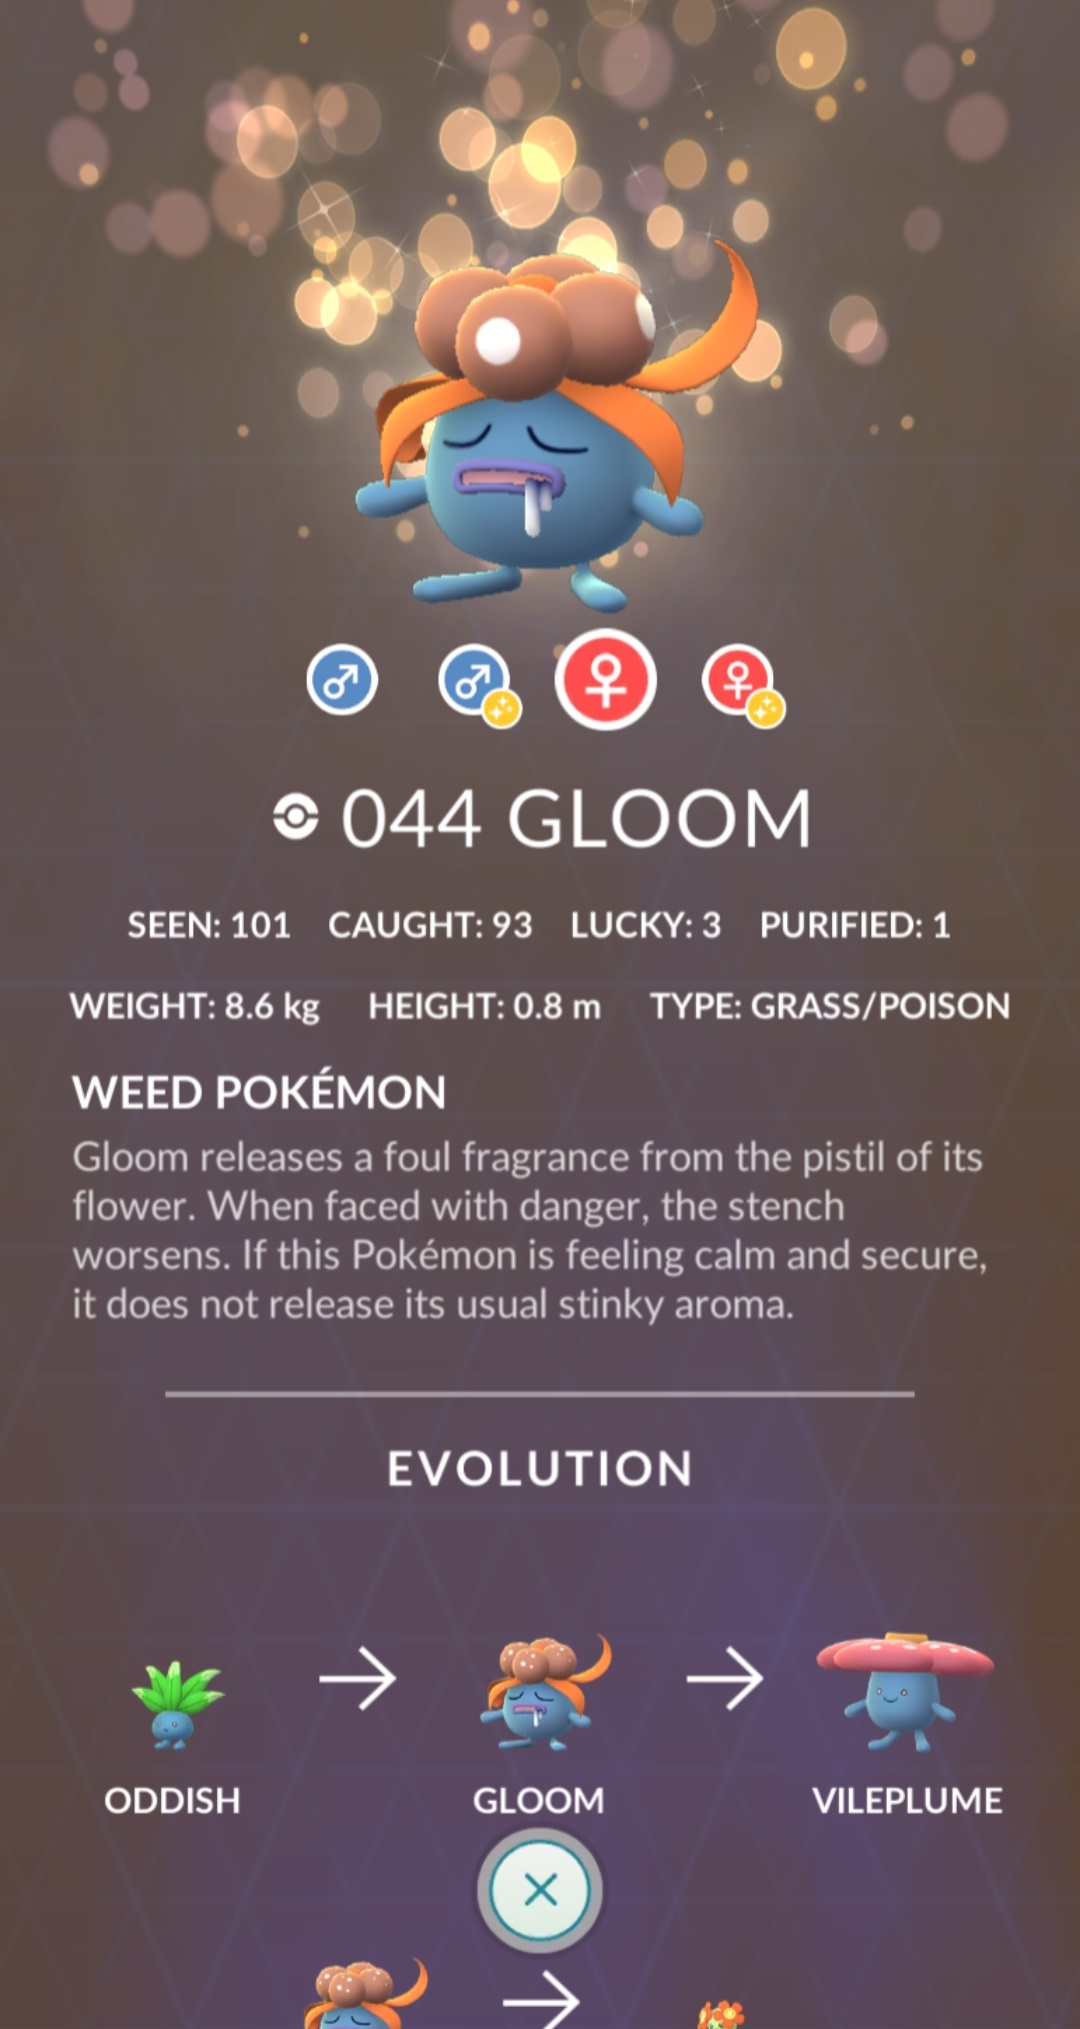 044 GLOOM
SEEN: 101 CAUGHT: 93 LUCKY: 3 PURIFIED: 1
WEIGHT: 8.6 kg HEIGHT: 0.8 m TYPE: GRASS/POISON
WEED POKÉMON
Gloom releases a foul fragrance from the pistil of its
flower. When faced with danger, the stench
worsens. If this Pokémon is feeling calm and secure,
it does not release its usual stinky aroma.
EVOLUTION
ODDISH GLOOM VILEPLUME